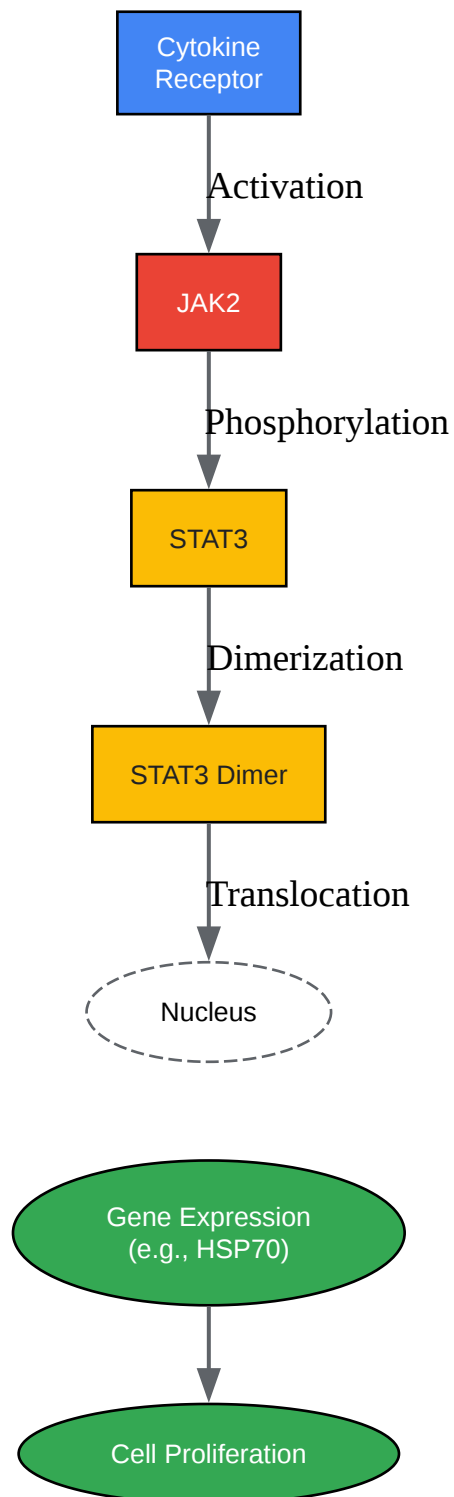 Cytokine
Receptor
Activation
JAK2
Phosphorylation
STAT3
Dimerization
STAT3 Dimer
Translocation
Nucleus
Gene Expression
(e.g., HSP70)
Cell Proliferation